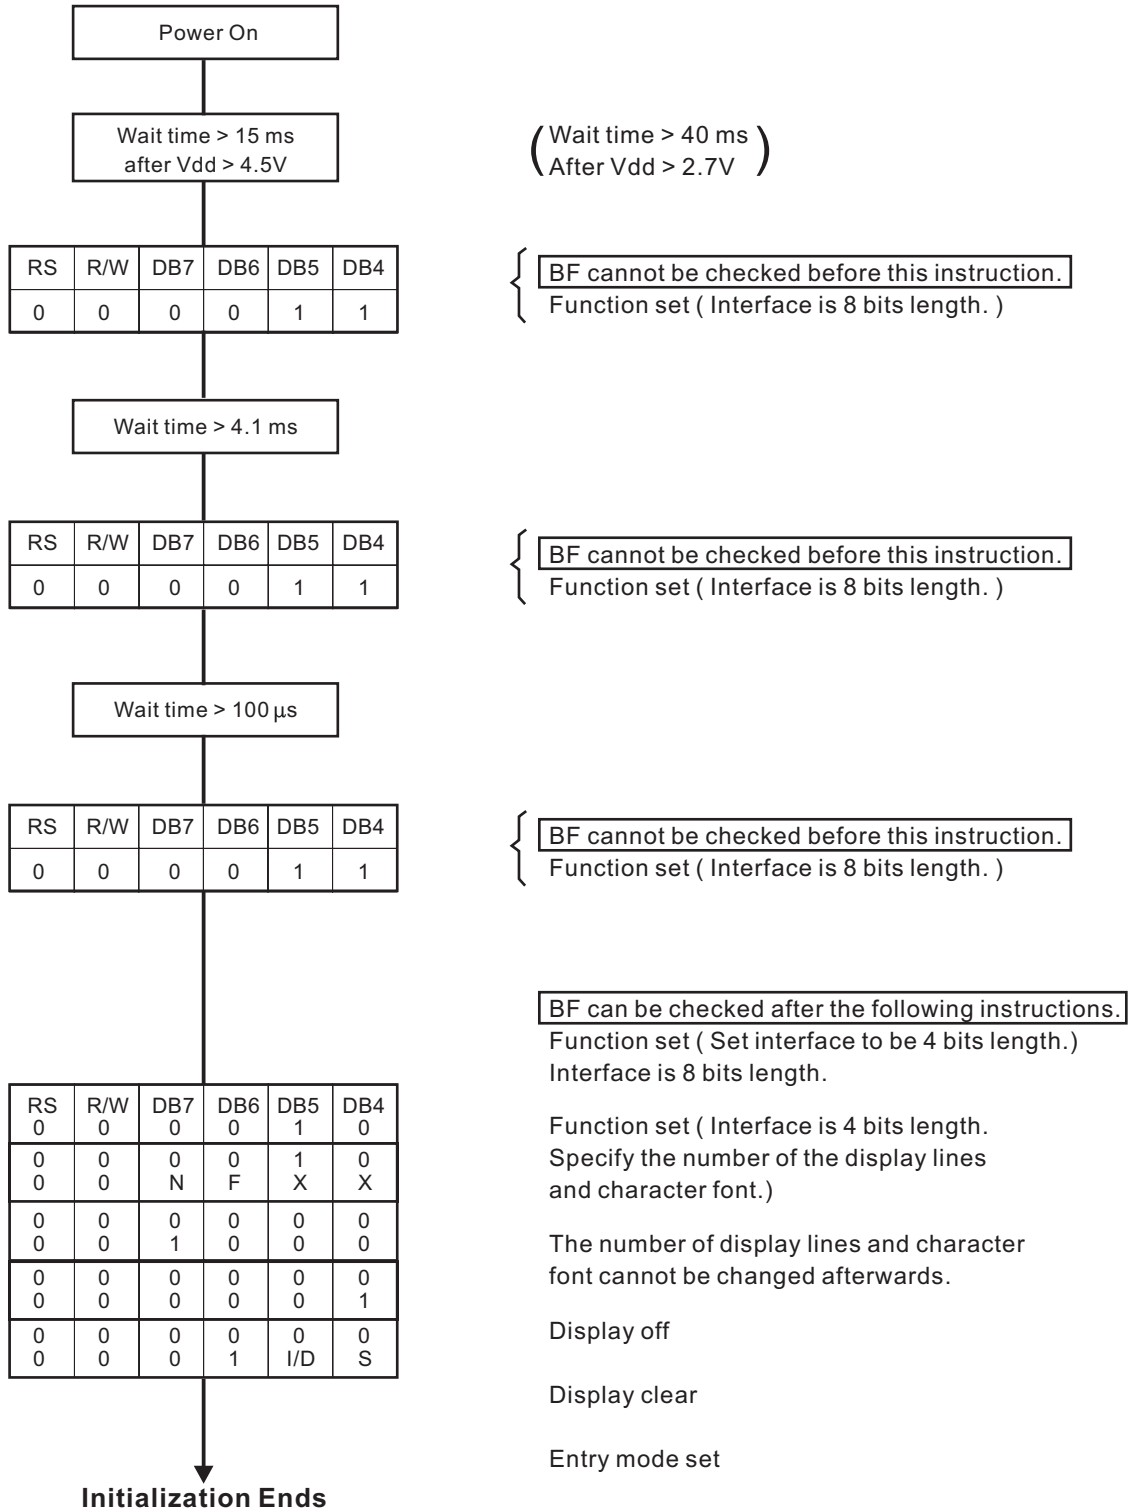 Power On
Wait time > 15 ms
after Vdd > 4.5V
(Wait time > 40 ms
After Vdd > 2.7V)
RS R/W DB7 DB6 DB5 DB4
0 0 0 0 1 1
BF cannot be checked before this instruction.
Function set ( Interface is 8 bits length. )
Wait time > 4.1 ms
RS R/W DB7 DB6 DB5 DB4
0 0 0 0 1 1
BF cannot be checked before this instruction.
Function set ( Interface is 8 bits length. )
Wait time > 100 μs
RS R/W DB7 DB6 DB5 DB4
0 0 0 0 1 1
BF cannot be checked before this instruction.
Function set ( Interface is 8 bits length. )
BF can be checked after the following instructions.
Function set ( Set interface to be 4 bits length.)
Interface is 8 bits length.
RS R/W DB7 DB6 DB5 DB4
0 0 0 0 1 0
0 0 0 0 1 0
0 0 N F X X
0 0 0 0 0 0
0 0 1 0 0 0
0 0 0 0 0 0
0 0 0 0 0 1
0 0 0 0 0 0
0 0 0 1 I/D S
Function set ( Interface is 4 bits length.
Specify the number of the display lines
and character font.)
The number of display lines and character
font cannot be changed afterwards.
Display off
Display clear
Entry mode set
Initialization Ends